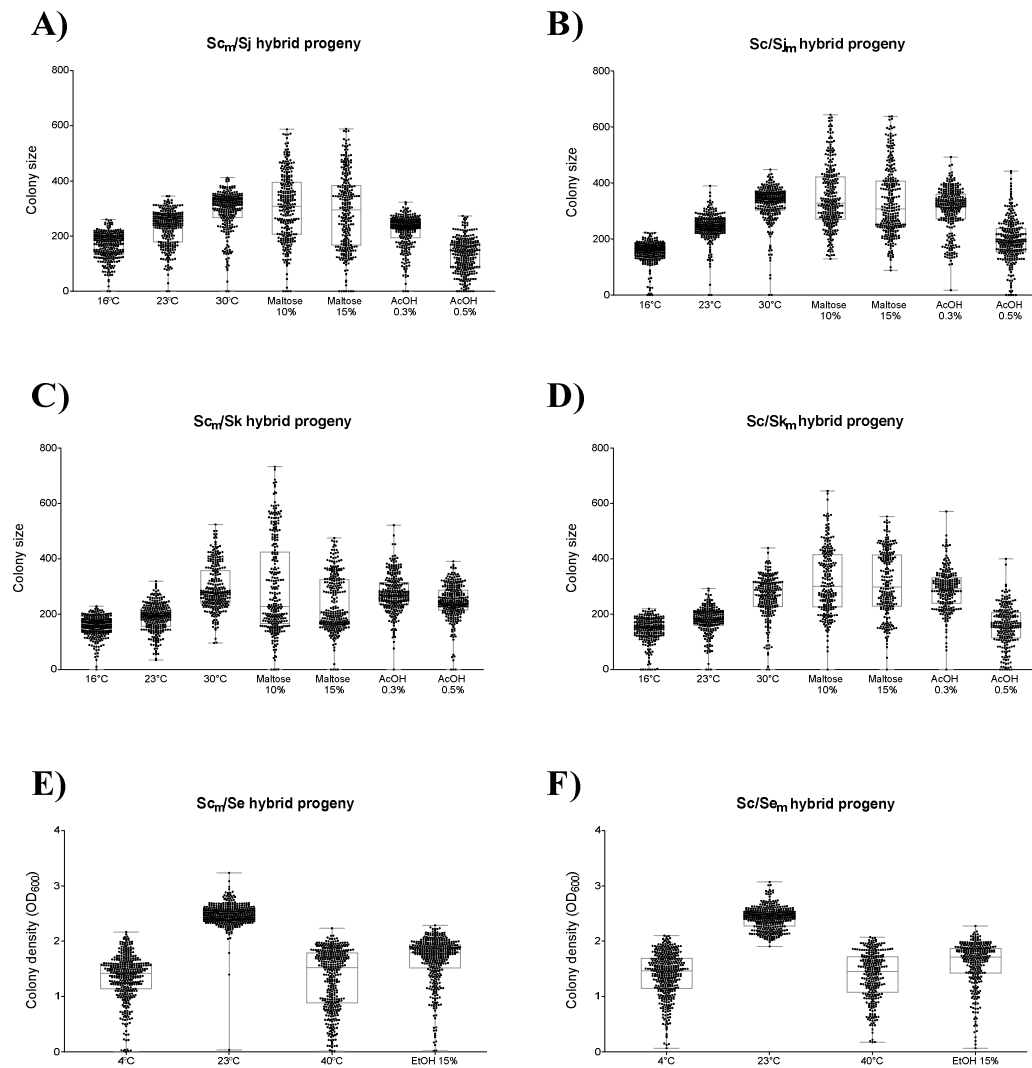 A)
Scm/Sj hybrid progeny
Colony size
800
600
400
200
0
16°C 23°C 30°C Maltose 10% Maltose 15% AcOH 0.3% AcOH 0.5%
B)
Sc/Sjm hybrid progeny
Colony size
800
600
400
200
0
16°C 23°C 30°C Maltose 10% Maltose 15% AcOH 0.3% AcOH 0.5%
C)
Scm/Sk hybrid progeny
Colony size
800
600
400
200
0
16°C 23°C 30°C Maltose 10% Maltose 15% AcOH 0.3% AcOH 0.5%
D)
Sc/Skm hybrid progeny
Colony size
800
600
400
200
0
16°C 23°C 30°C Maltose 10% Maltose 15% AcOH 0.3% AcOH 0.5%
E)
Scm/Se hybrid progeny
Colony density (OD600)
4
3
2
1
0
4°C 23°C 40°C EtOH 15%
F)
Sc/Sem hybrid progeny
Colony density (OD600)
4
3
2
1
0
4°C 23°C 40°C EtOH 15%